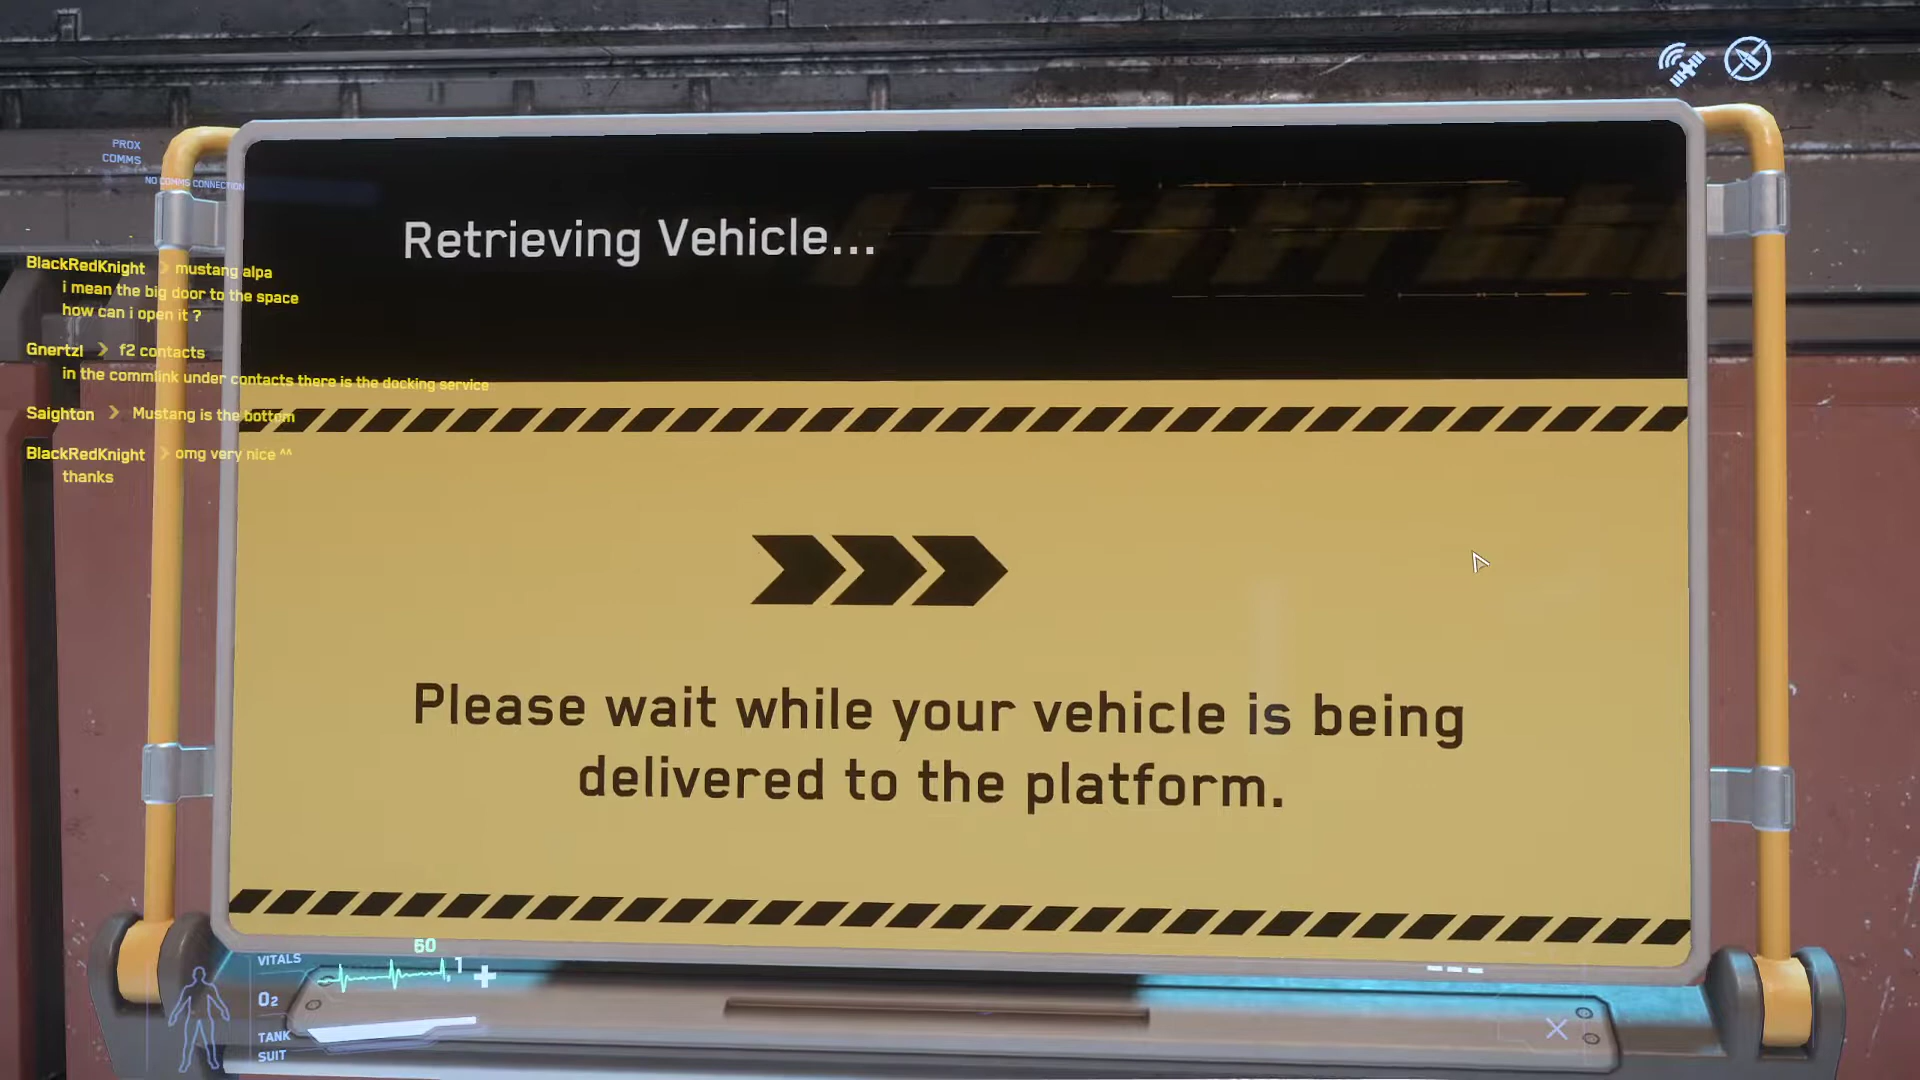 PROX
COMMS
NO COMMS CONNECTION
Retrieving Vehicle...
BlackRedKnight > mustang alpa
i mean the big door to the space
how can i open it ?
Gnertzl > f2 contacts
in the commlink under contacts there is the docking service
Saighton > Mustang is the bottom
BlackRedKnight > omg very nice ^^
thanks
Please wait while your vehicle is being
delivered to the platform.
60
VITALS
1
O₂
TANK
SUIT